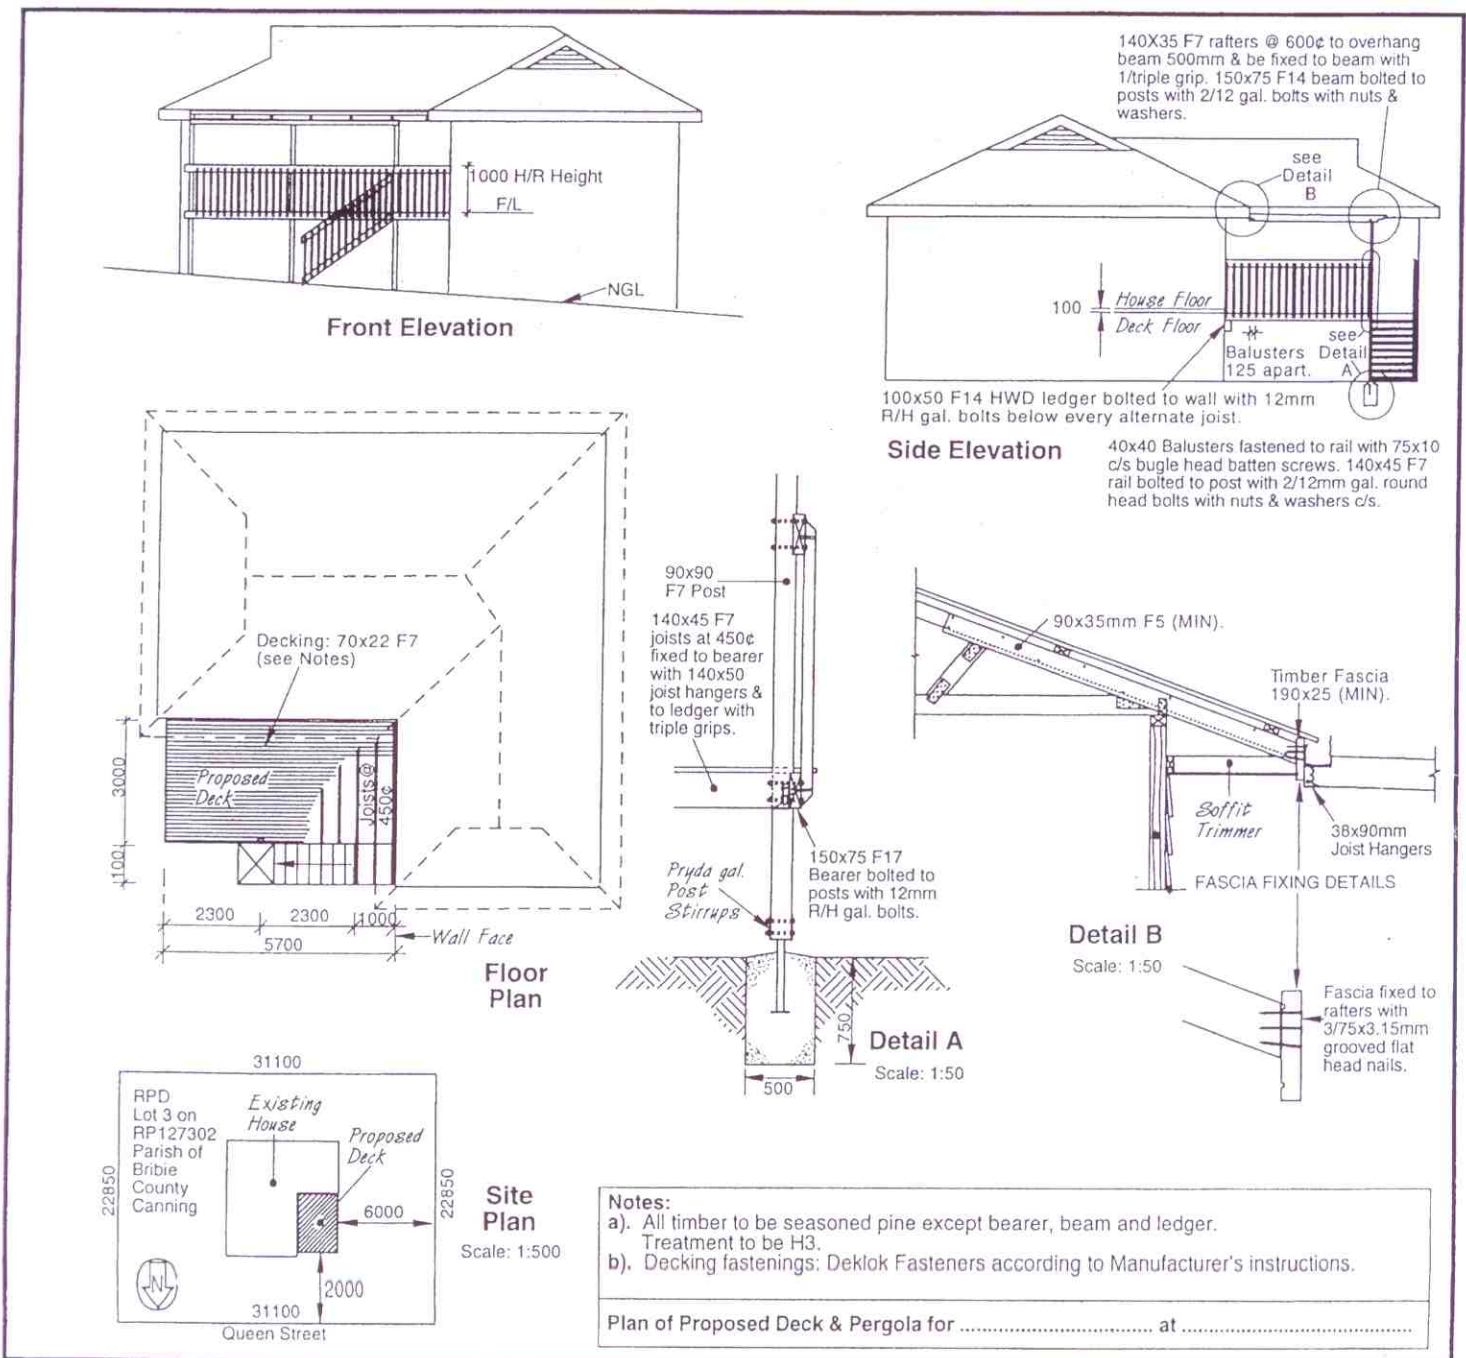 140X35 F7 rafters @ 600¢ to overhang
beam 500mm & be fixed to beam with
1/triple grip. 150x75 F14 beam bolted to
posts with 2/12 gal. bolts with nuts &
washers.
1000 H/R Height
F/L
NGL
Front Elevation
see
Detail
B
100
House Floor
Deck Floor
Balusters
125 apart.
see
Detail
A
100x50 F14 HWD ledger bolted to wall with 12mm
R/H gal. bolts below every alternate joist.
Side Elevation
40x40 Balusters fastened to rail with 75x10
c/s bugle head batten screws. 140x45 F7
rail bolted to post with 2/12mm gal. round
head bolts with nuts & washers c/s.
Decking: 70x22 F7
(see Notes)
Proposed
Deck
Joists @
450¢
3000
1100
2300
2300
1000
5700
Wall Face
Floor
Plan
90x90
F7 Post
140x45 F7
joists at 450¢
fixed to bearer
with 140x50
joist hangers &
to ledger with
triple grips.
Pryda gal.
Post
Stirrups
150x75 F17
Bearer bolted to
posts with 12mm
R/H gal. bolts.
750
500
Detail A
Scale: 1:50
90x35mm F5 (MIN).
Timber Fascia
190x25 (MIN).
Soffit
Trimmer
38x90mm
Joist Hangers
FASCIA FIXING DETAILS
Detail B
Scale: 1:50
Fascia fixed to
rafters with
3/75x3.15mm
grooved flat
head nails.
31100
RPD
Lot 3 on
RP127302
Parish of
Bribie
County
Canning
Existing
House
Proposed
Deck
22850
22850
6000
2000
N
31100
Queen Street
Site
Plan
Scale: 1:500
Notes:
a). All timber to be seasoned pine except bearer, beam and ledger.
Treatment to be H3.
b). Decking fastenings: Deklok Fasteners according to Manufacturer's instructions.
Plan of Proposed Deck & Pergola for ................................ at ......................................